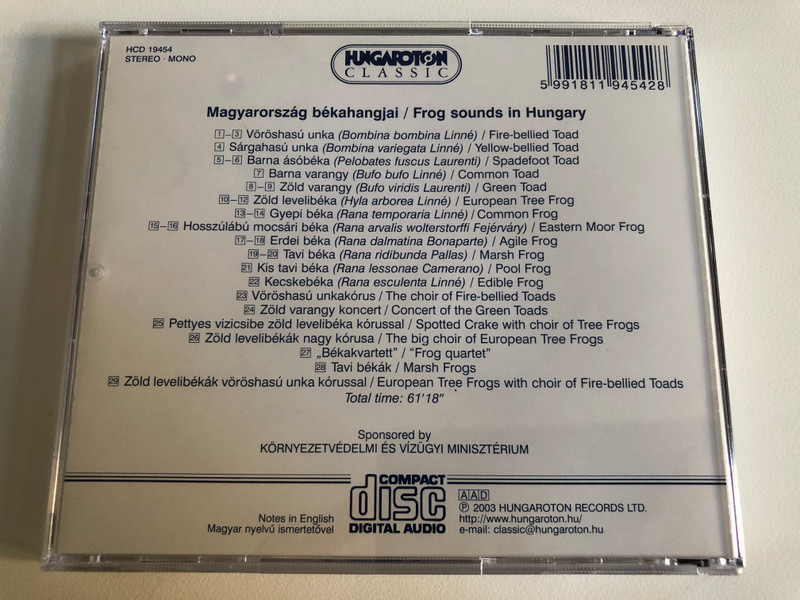 HCD 19454
STEREO · MONO
HUNGAROTON
CLASSIC
5 991811 945428
Magyarország békahangjai / Frog sounds in Hungary
1–3 Vöröshasú unka (Bombina bombina Linné) / Fire-bellied Toad
4 Sárgahasú unka (Bombina variegata Linné) / Yellow-bellied Toad
5–6 Barna ásóbéka (Pelobates fuscus Laurenti) / Spadefoot Toad
7 Barna varangy (Bufo bufo Linné) / Common Toad
8–9 Zöld varangy (Bufo viridis Laurenti) / Green Toad
10–12 Zöld levelibéka (Hyla arborea Linné) / European Tree Frog
13–14 Gyepi béka (Rana temporaria Linné) / Common Frog
15–16 Hosszúlábú mocsári béka (Rana arvalis wolterstorffi Fejérváry) / Eastern Moor Frog
17–18 Erdei béka (Rana dalmatina Bonaparte) / Agile Frog
19–20 Tavi béka (Rana ridibunda Pallas) / Marsh Frog
21 Kis tavi béka (Rana lessonae Camerano) / Pool Frog
22 Kecskebéka (Rana esculenta Linné) / Edible Frog
23 Vöröshasú unkakórus / The choir of Fire-bellied Toads
24 Zöld varangy koncert / Concert of the Green Toads
25 Pettyes vizicsibe zöld levelibéka kórussal / Spotted Crake with choir of Tree Frogs
26 Zöld levelibékák nagy kórusa / The big choir of European Tree Frogs
27 „Békakvartett” / “Frog quartet”
28 Tavi békák / Marsh Frogs
29 Zöld levelibékák vöröshasú unka kórussal / European Tree Frogs with choir of Fire-bellied Toads
Total time: 61'18"
Sponsored by
KÖRNYEZETVÉDELMI ÉS VÍZÜGYI MINISZTÉRIUM
Notes in English
Magyar nyelvű ismertetővel
COMPACT
disc
DIGITAL AUDIO
AAD
℗ 2003 HUNGAROTON RECORDS LTD.
http://www.hungaroton.hu/
e-mail: classic@hungaroton.hu